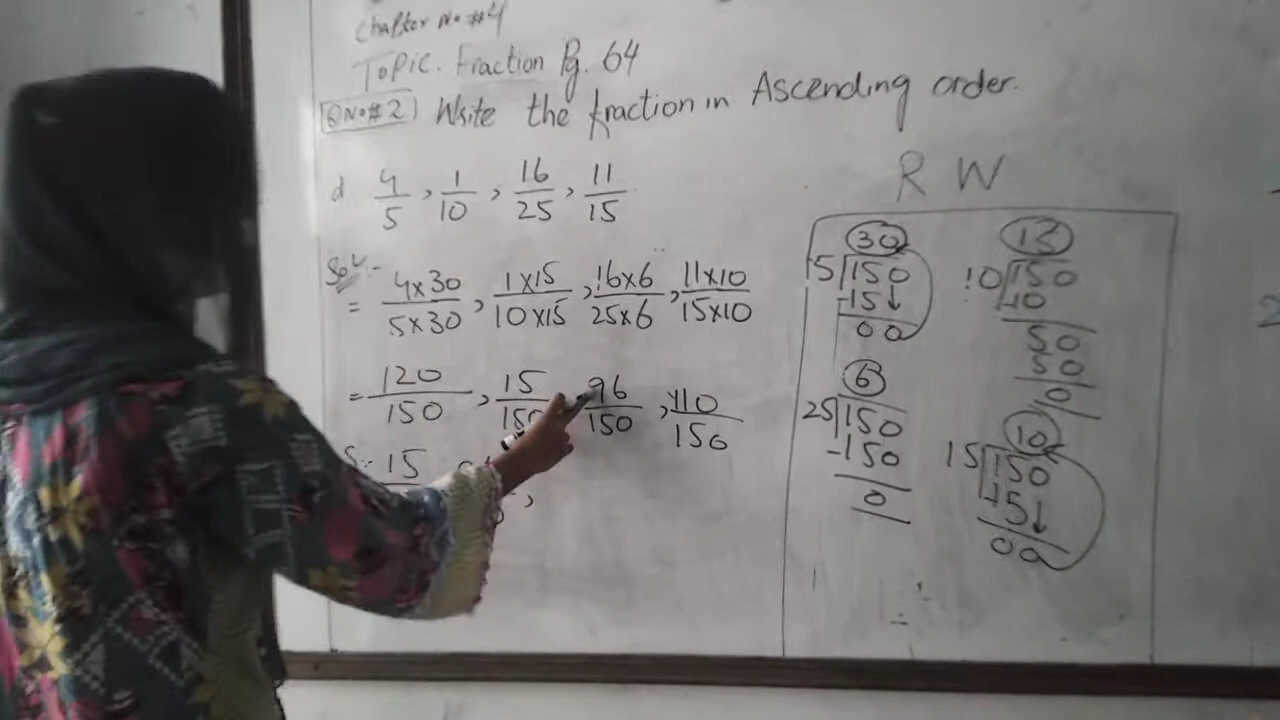 Chapter No #4
Topic. Fraction Pg. 64
QNo#2) Write the fraction in Ascending order.
d 4/5, 1/10, 16/25, 11/15
Sol:-
= 4x30/5x30, 1x15/10x15, 16x6/25x6, 11x10/15x10
= 120/150, 15/150, 96/150, 110/150
15
R W
30
15 150
-15↓
00
15
10 150
-10
50
50
0
6
25 150
-150
0
10
15 150
-15↓
00